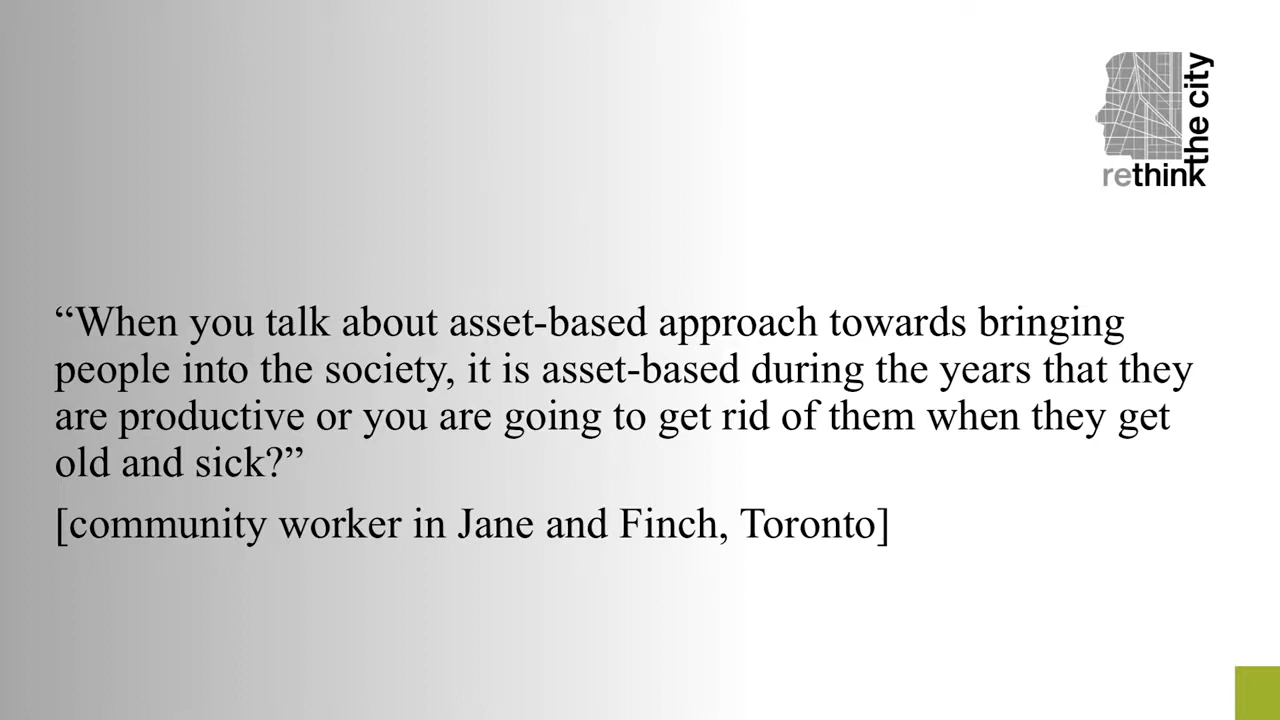 rethink
the city
“When you talk about asset-based approach towards bringing
people into the society, it is asset-based during the years that they
are productive or you are going to get rid of them when they get
old and sick?”
[community worker in Jane and Finch, Toronto]